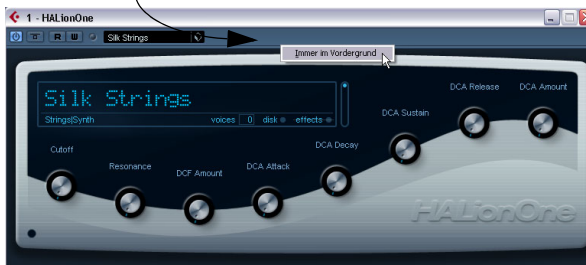 1 - HALionOne
R W Silk Strings
Immer im Vordergrund
Silk Strings
Strings|Synth voices 0 disk effects
DCA Release DCA Amount
DCA Sustain
DCA Decay
Cutoff
Resonance DCF Amount DCA Attack
HALionOne